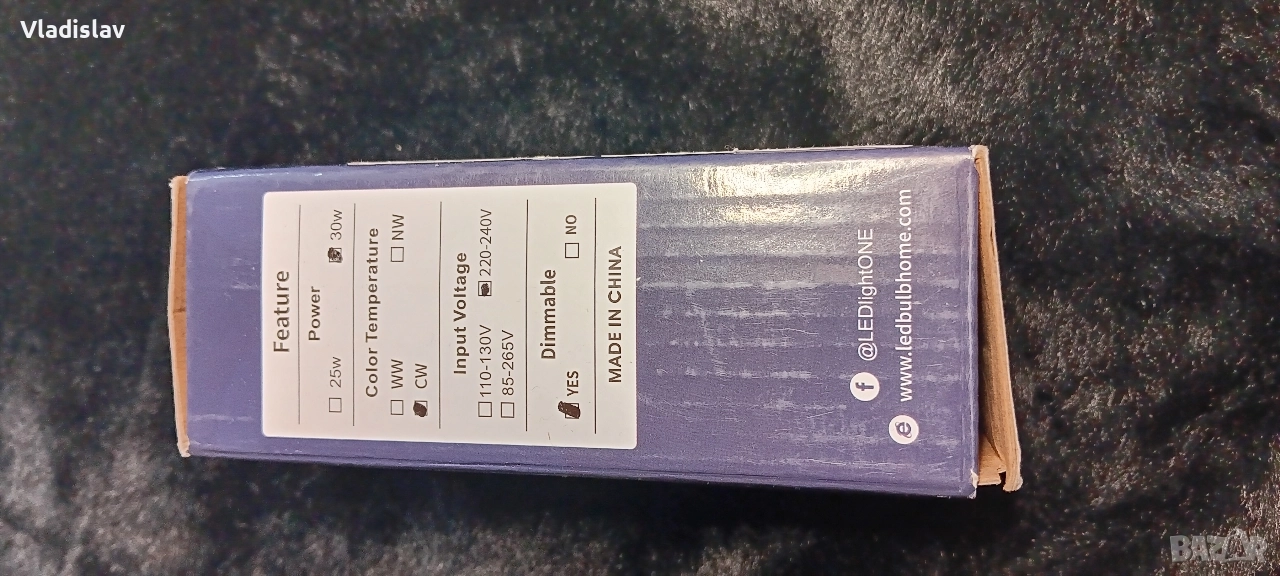 Vladislav
Feature
Power
☐ 25w ☑ 30w
Color Temperature
☐ WW ☐ NW
☑ CW
Input Voltage
☐ 110-130V ☑ 220-240V
☐ 85-265V
Dimmable
☑ YES ☐ NO
MADE IN CHINA
@LEDlightONE
www.ledbulbhome.com
BAZAR